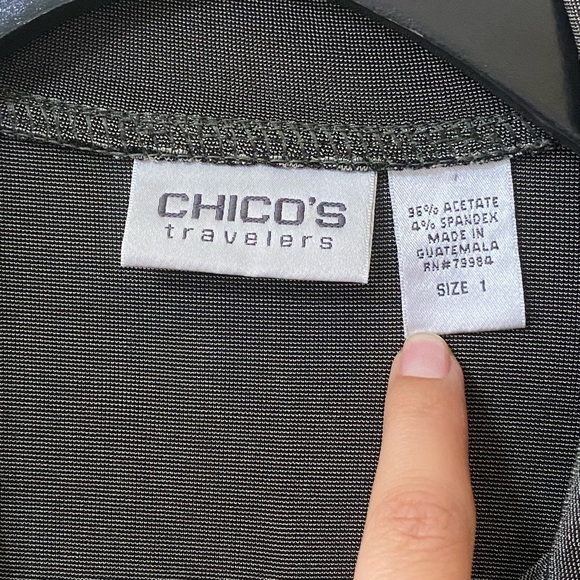 CHICO'S
travelers
96% ACETATE
4% SPANDEX
MADE IN
GUATEMALA
RN#79984
SIZE 1